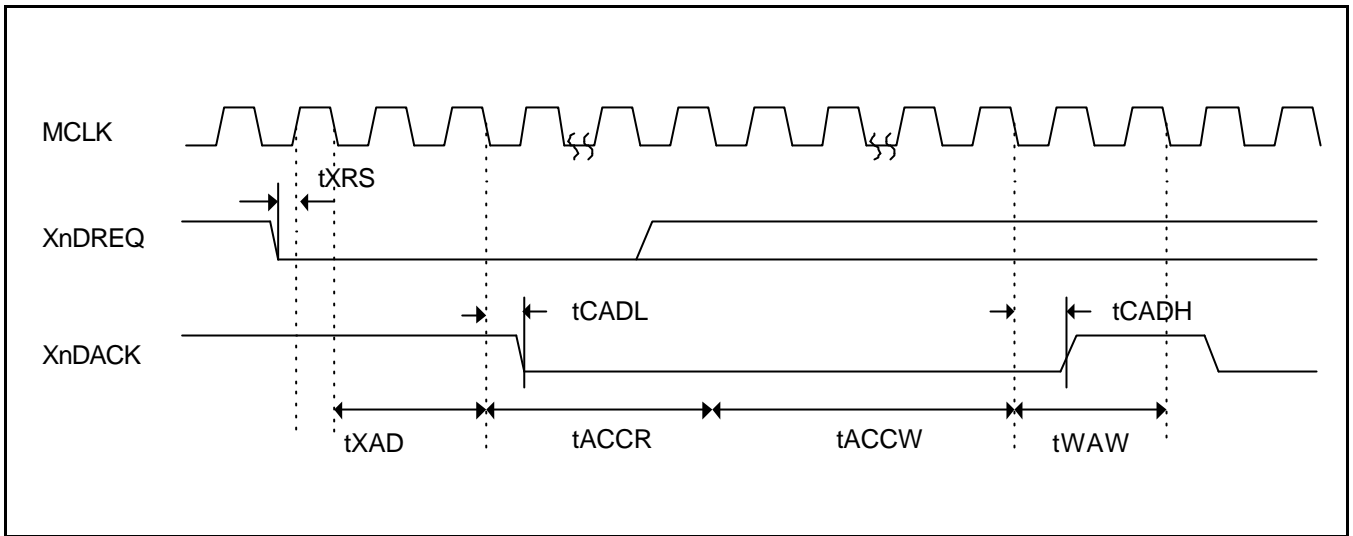 MCLK
tXRS
XnDREQ
tCADL
tCADH
XnDACK
tXAD
tACCR
tACCW
tWAW